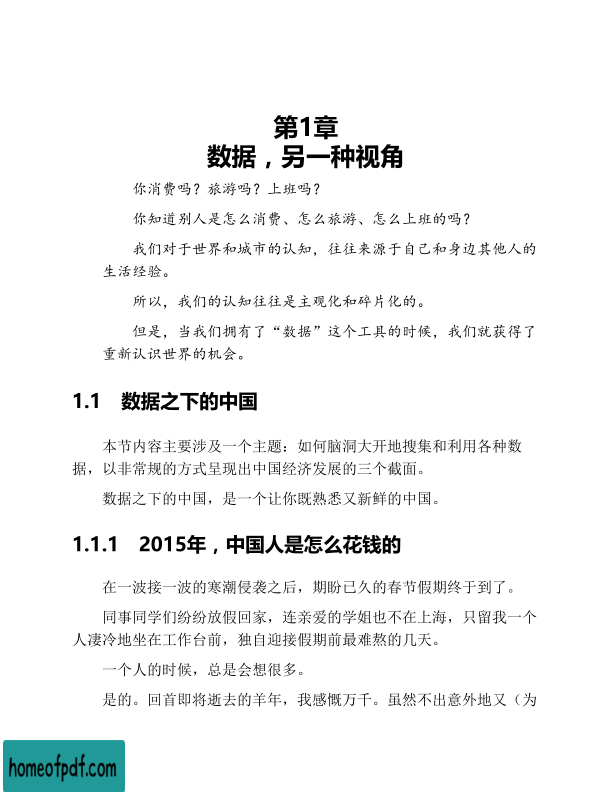 第1章
数据，另一种视角
你消费吗？旅游吗？上班吗？
你知道别人是怎么消费、怎么旅游、怎么上班的吗？
我们对于世界和城市的认知，往往来源于自己和身边其他人的
生活经验。
所以，我们的认知往往是主观化和碎片化的。
但是，当我们拥有了“数据”这个工具的时候，我们就获得了
重新认识世界的机会。
1.1 数据之下的中国
本节内容主要涉及一个主题：如何脑洞大开地搜集和利用各种数
据，以非常规的方式呈现出中国经济发展的三个截面。
数据之下的中国，是一个让你既熟悉又新鲜的中国。
1.1.1 2015年，中国人是怎么花钱的
在一波接一波的寒潮侵袭之后，期盼已久的春节假期终于到了。
同事同学们纷纷放假回家，连亲爱的学姐也不在上海，只留我一个
人凄冷地坐在工作台前，独自迎接假期前最难熬的几天。
一个人的时候，总是会想很多。
是的。回首即将逝去的羊年，我感慨万千。虽然不出意外地又（为
homeofpdf.com